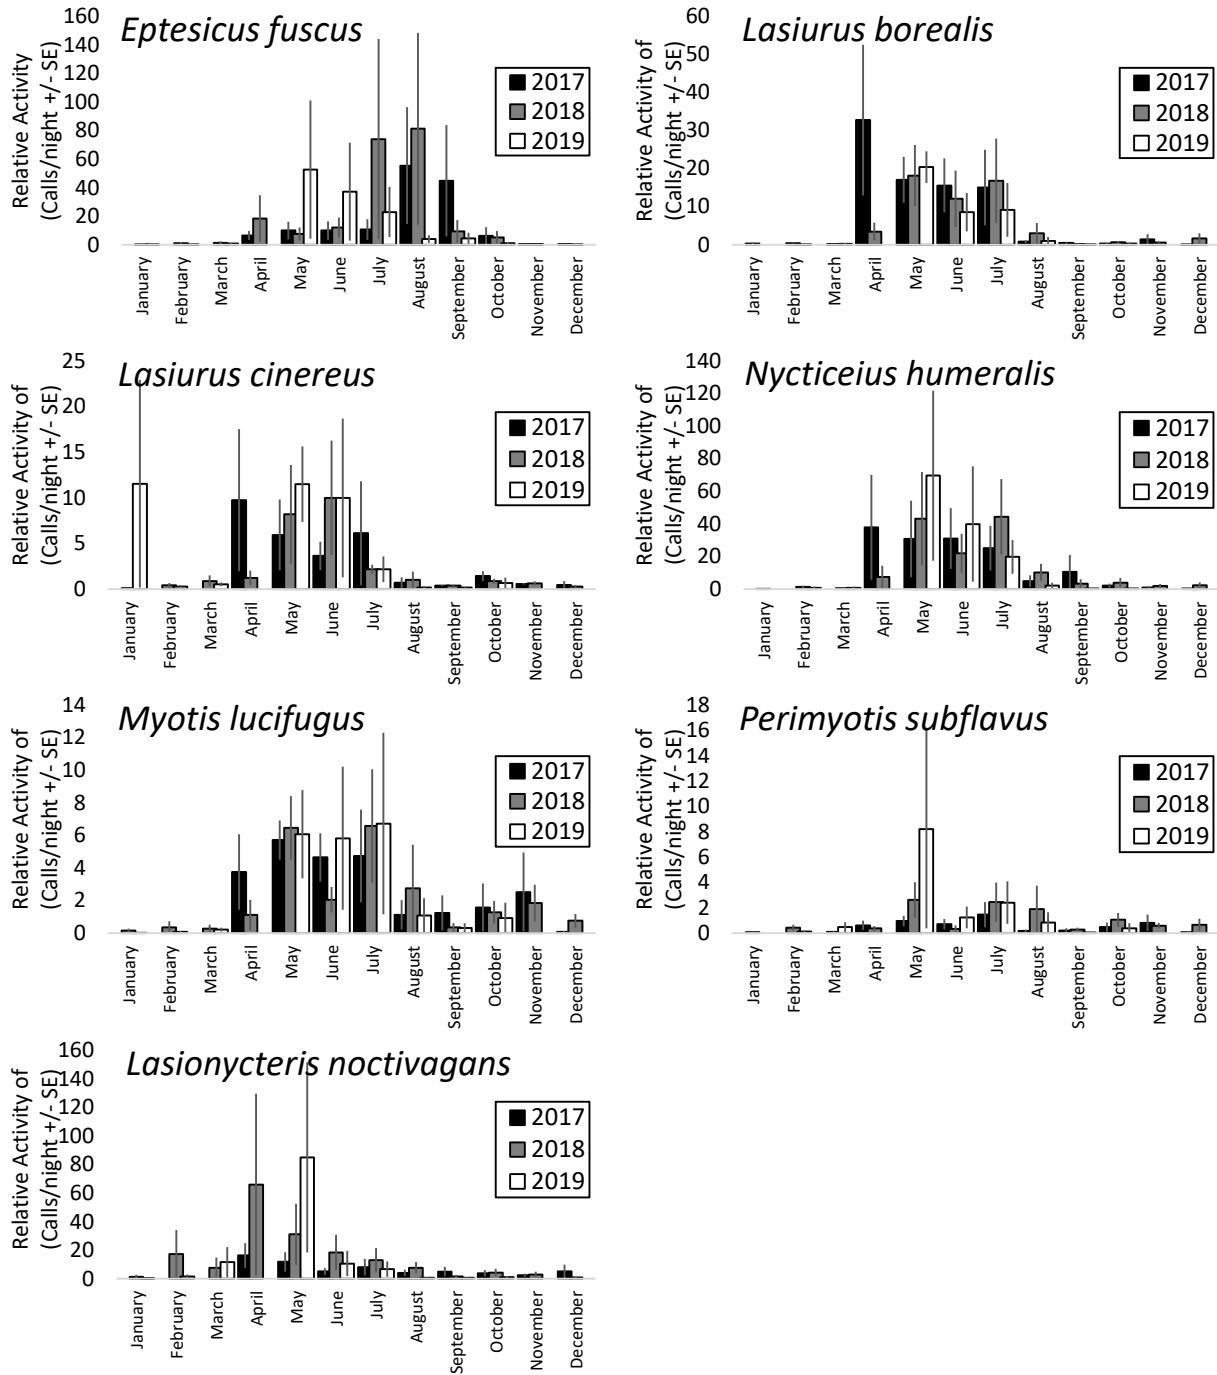 Eptesicus fuscus
Relative Activity
(Calls/night +/- SE)
160
140
120
100
80
60
40
20
0
2017
2018
2019
January
February
March
April
May
June
July
August
September
October
November
December
Lasiurus borealis
Relative Activity of
(Calls/night +/- SE)
60
50
40
30
20
10
0
2017
2018
2019
January
February
March
April
May
June
July
August
September
October
November
December
Lasiurus cinereus
Relative Activity of
(Calls/night +/- SE)
25
20
15
10
5
0
2017
2018
2019
January
February
March
April
May
June
July
August
September
October
November
December
Nycticeius humeralis
Relative Activity of
(Calls/night +/- SE)
140
120
100
80
60
40
20
0
2017
2018
2019
January
February
March
April
May
June
July
August
September
October
November
December
Myotis lucifugus
Relative Activity of
(Calls/night +/- SE)
14
12
10
8
6
4
2
0
2017
2018
2019
January
February
March
April
May
June
July
August
September
October
November
December
Perimyotis subflavus
Relative Activity of
(Calls/night +/- SE)
18
16
14
12
10
8
6
4
2
0
2017
2018
2019
January
February
March
April
May
June
July
August
September
October
November
December
Lasionycteris noctivagans
Relative Activity of
(Calls/night +/- SE)
160
140
120
100
80
60
40
20
0
2017
2018
2019
January
February
March
April
May
June
July
August
September
October
November
December